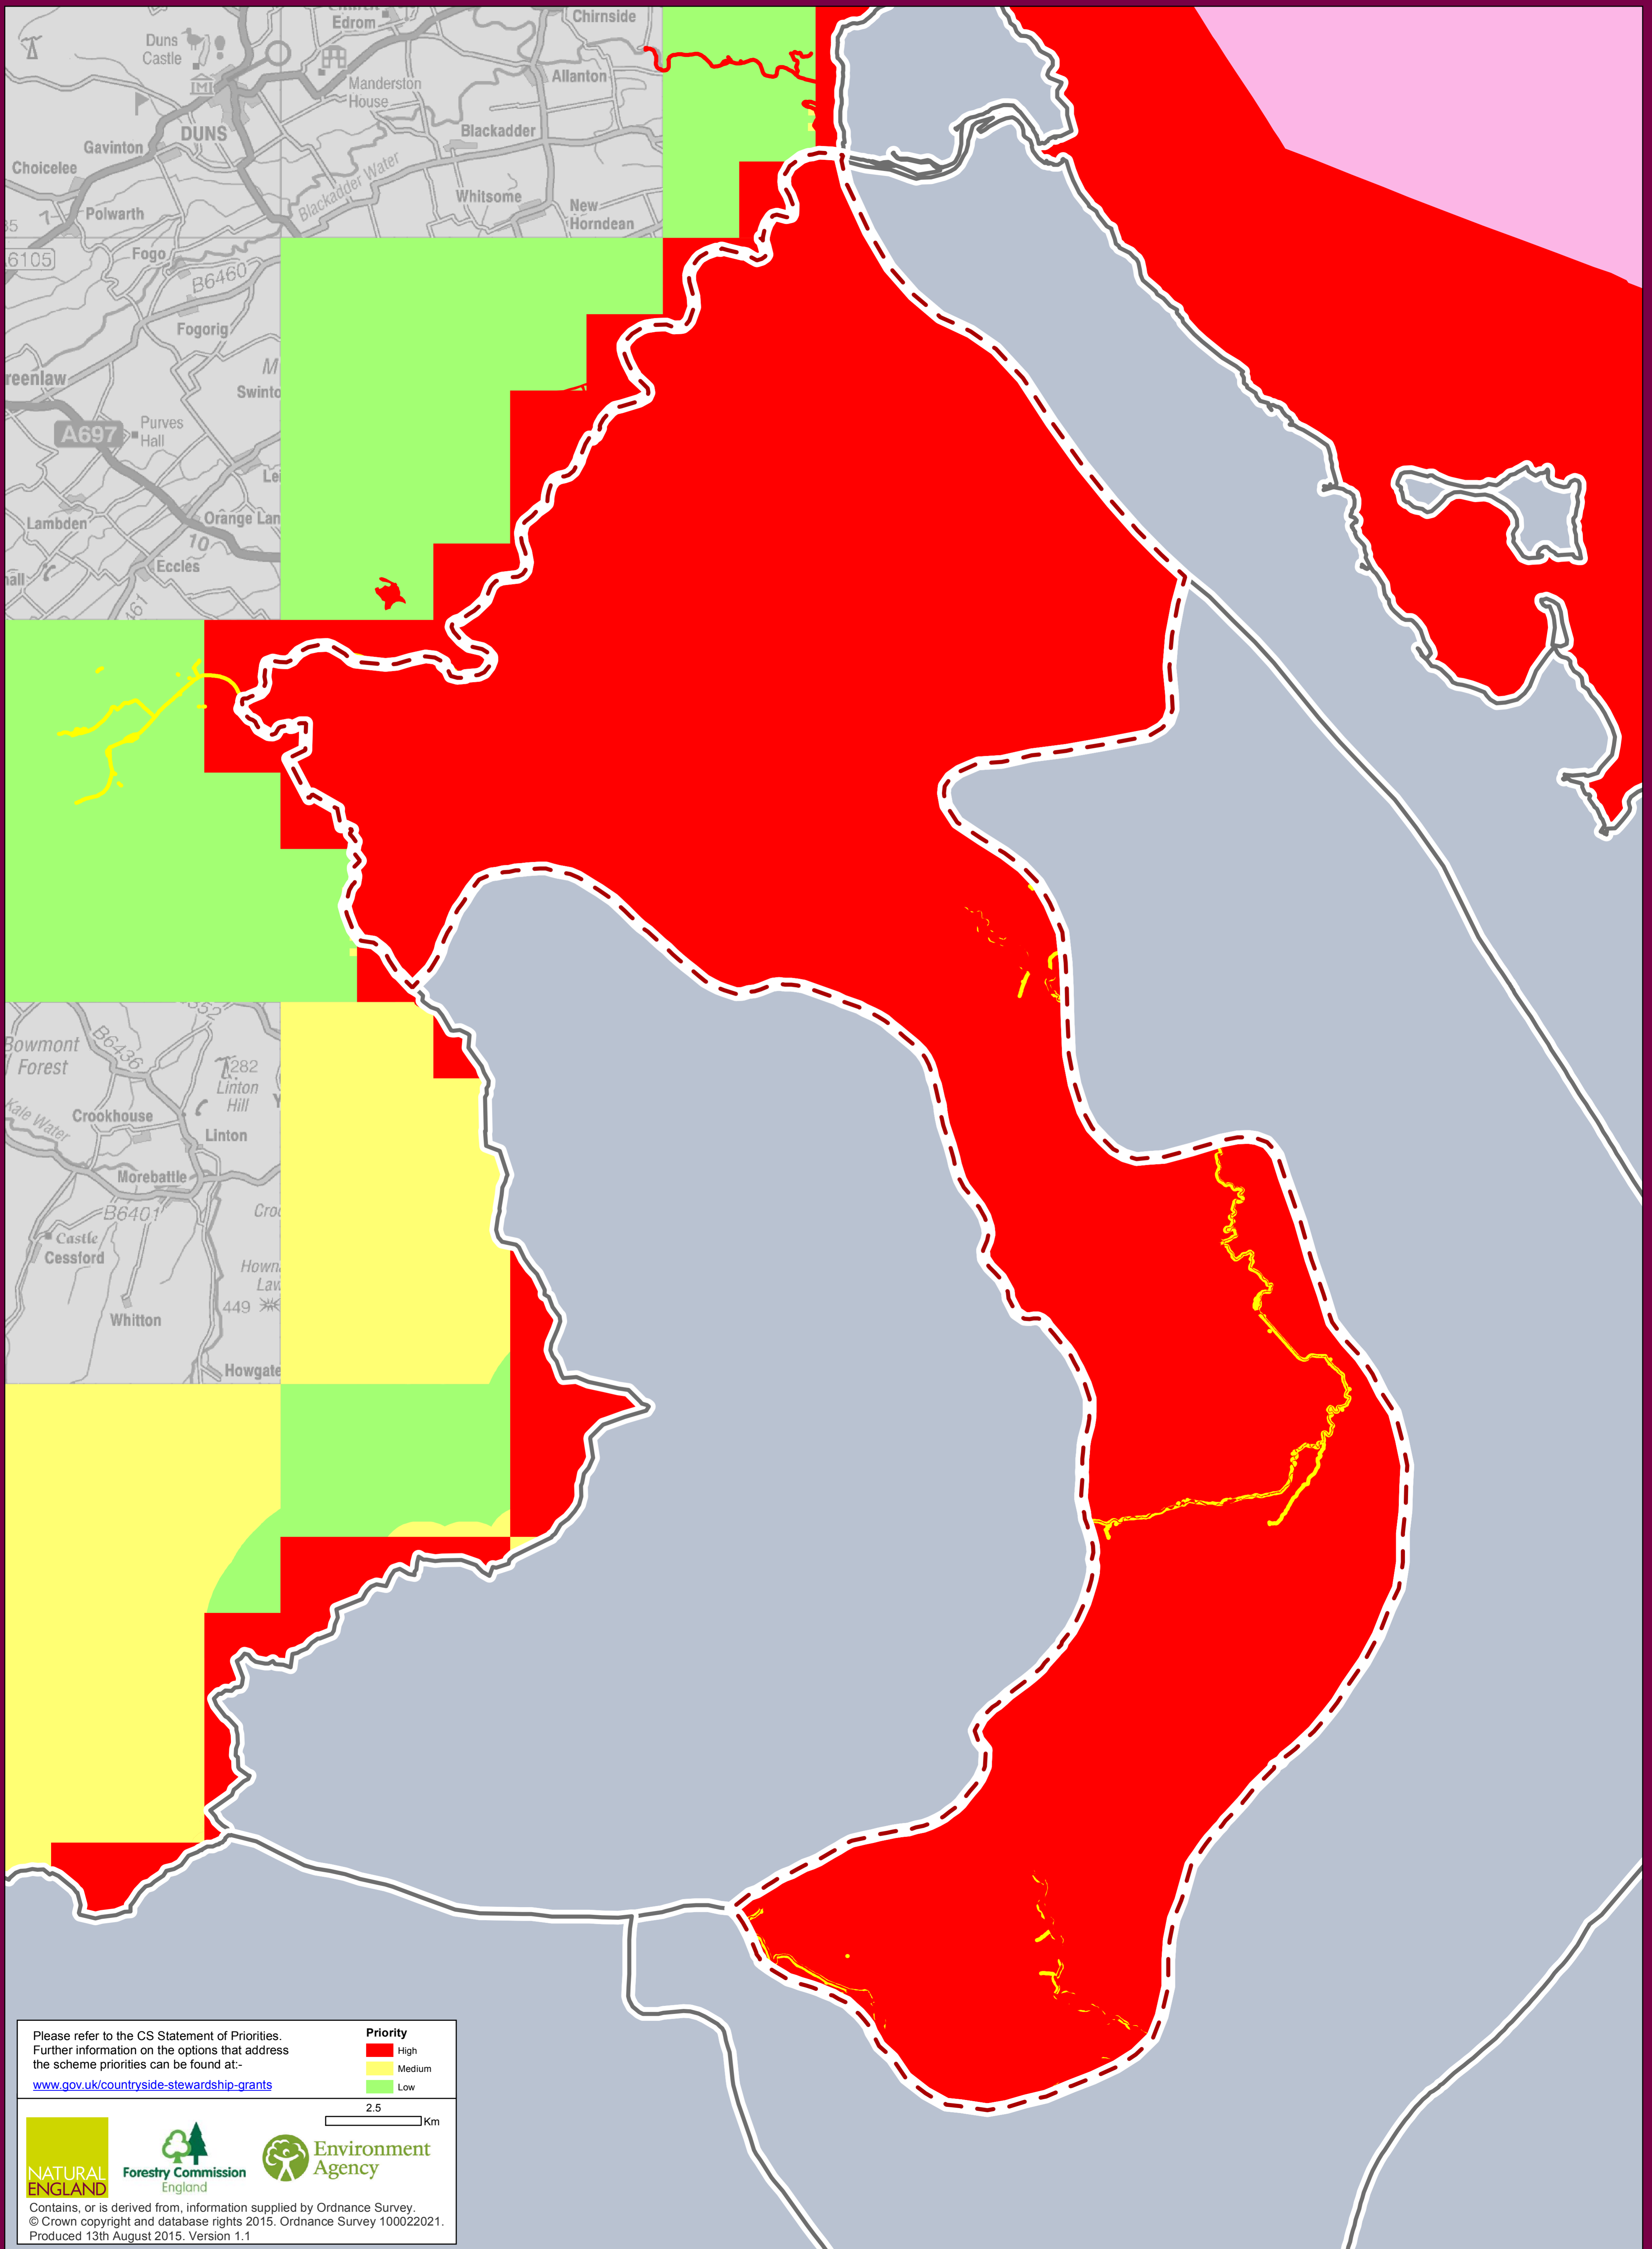 Edrom
Chirnside
Duns
Castle
Manderston
House
Allanton
DUNS
Blackadder
Gavinton
Choicelee
Blackadder Water
Whitsome
Polwarth
New
Horndean
Fogo
6105
B6460
Fogorig
M
reenlaw
Swinto
Purves
Hall
A697
Lei
Lambden
Orange Lan
10
Eccles
461
Bowmont
Forest
B6436
282
Linton
Hill
Kale Water
Crookhouse
Linton
Morebattle
B6401
Castle
Cessford
Hown
Law
449
Whitton
Howgate
Please refer to the CS Statement of Priorities.
Further information on the options that address
the scheme priorities can be found at:-
www.gov.uk/countryside-stewardship-grants
Priority
High
Medium
Low
2.5
Km
NATURAL
ENGLAND
Forestry Commission
England
Environment
Agency
Contains, or is derived from, information supplied by Ordnance Survey.
© Crown copyright and database rights 2015. Ordnance Survey 100022021.
Produced 13th August 2015. Version 1.1